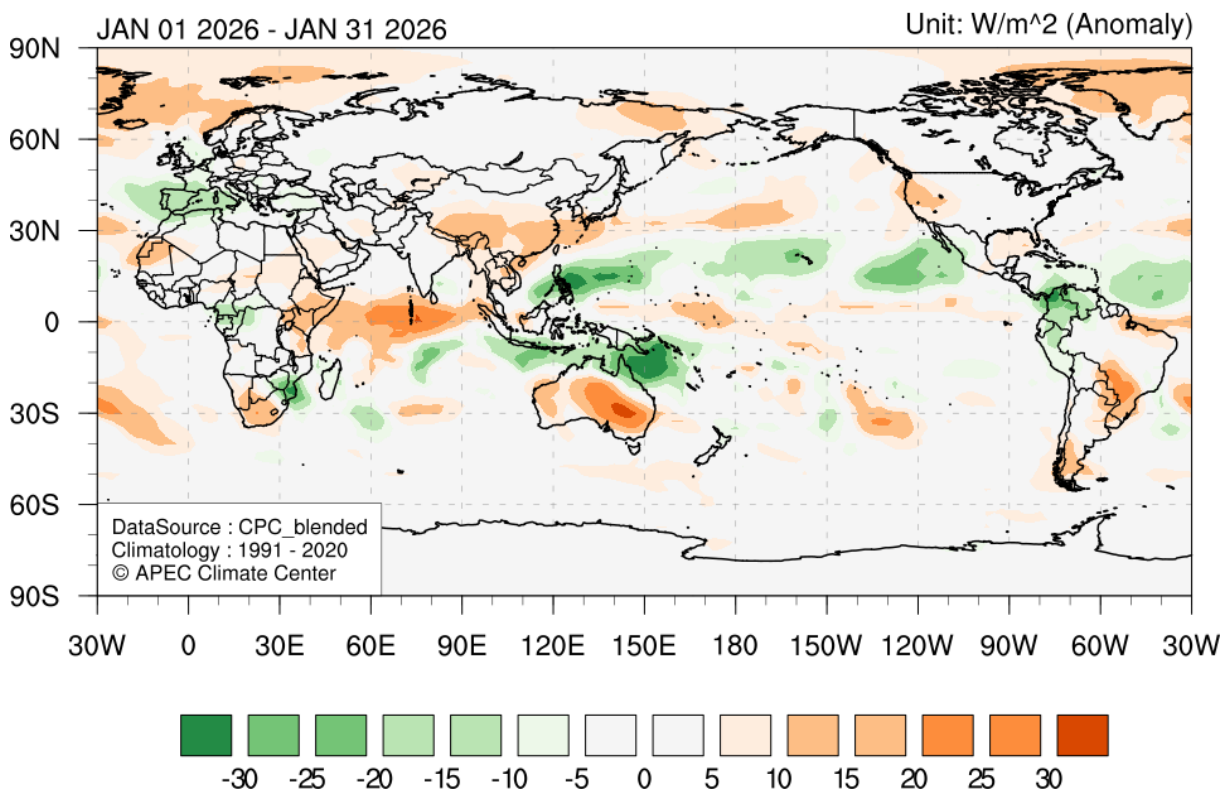 JAN 01 2026 - JAN 31 2026
Unit: W/m^2 (Anomaly)
90N
60N
30N
0
30S
60S
90S
DataSource : CPC_blended
Climatology : 1991 - 2020
© APEC Climate Center
30W 0 30E 60E 90E 120E 150E 180 150W 120W 90W 60W 30W
-30 -25 -20 -15 -10 -5 0 5 10 15 20 25 30